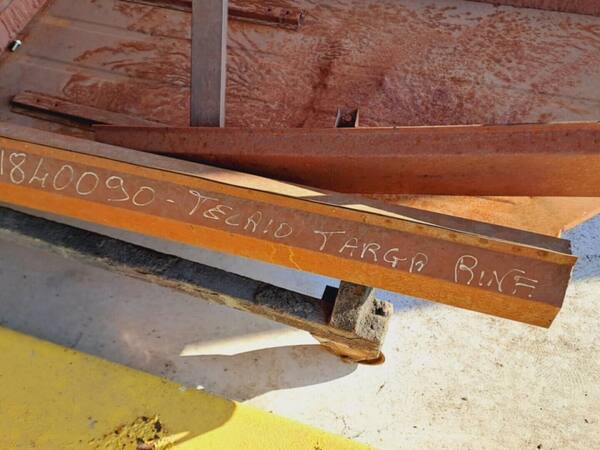 1840090 - TELAIO TARGA RINF.